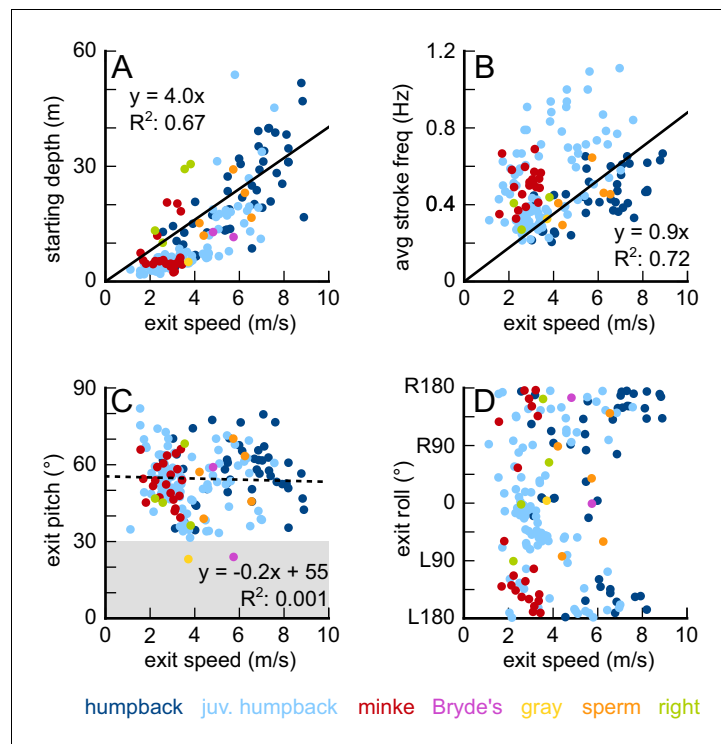 A
y = 4.0x
R²: 0.67
starting depth (m)
60
30
0
0 2 4 6 8 10
exit speed (m/s)
B
avg stroke freq (Hz)
1.2
0.8
0.4
0
y = 0.9x
R²: 0.72
0 2 4 6 8 10
exit speed (m/s)
C
exit pitch (°)
90
60
30
0
y = -0.2x + 55
R²: 0.001
0 2 4 6 8 10
exit speed (m/s)
D
exit roll (°)
R180
R90
0
L90
L180
0 2 4 6 8 10
exit speed (m/s)
humpback juv. humpback minke Bryde's gray sperm right